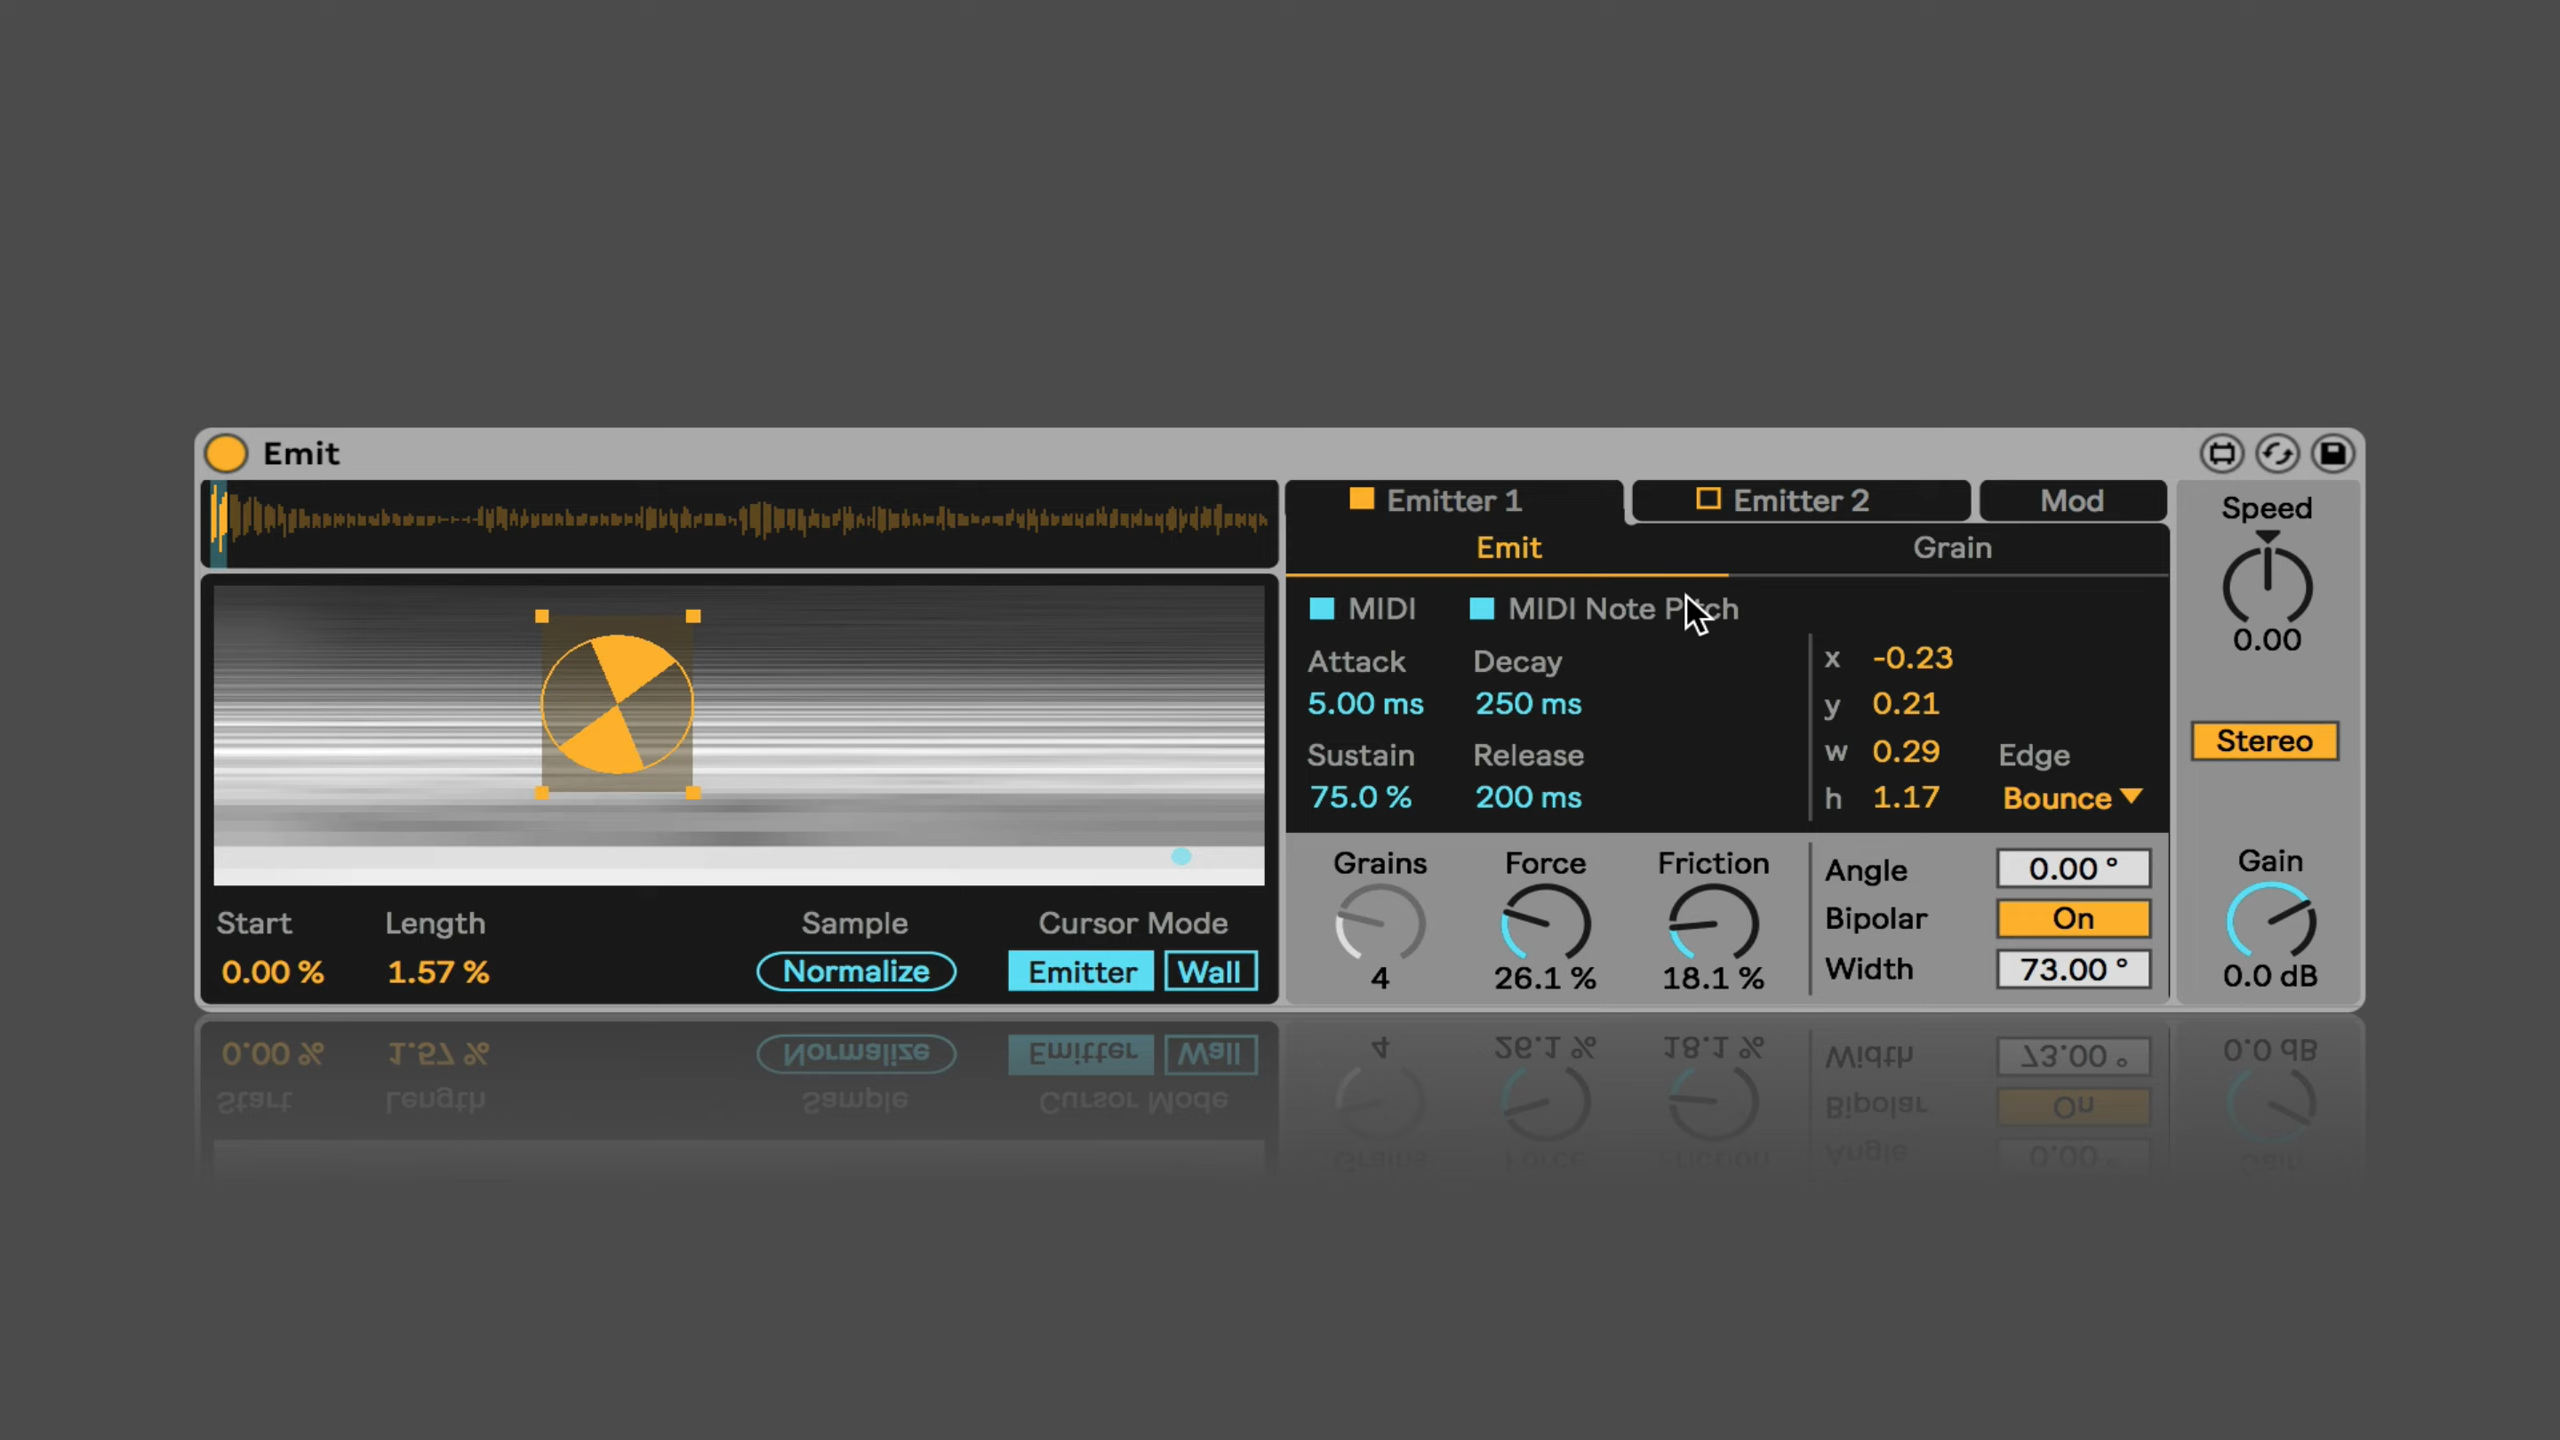 Emit
Emitter 1
Emitter 2
Mod
Speed
Emit
Grain
0.00
MIDI
MIDI Note Pitch
Attack
Decay
x -0.23
5.00 ms
250 ms
y 0.21
Stereo
Sustain
Release
w 0.29
Edge
75.0 %
200 ms
h 1.17
Bounce
Grains
Force
Friction
Angle
0.00 °
Gain
Start
Length
Sample
Cursor Mode
Bipolar
On
0.00 %
1.57 %
Normalize
Emitter
Wall
4
26.1 %
18.1 %
Width
73.00 °
0.0 dB